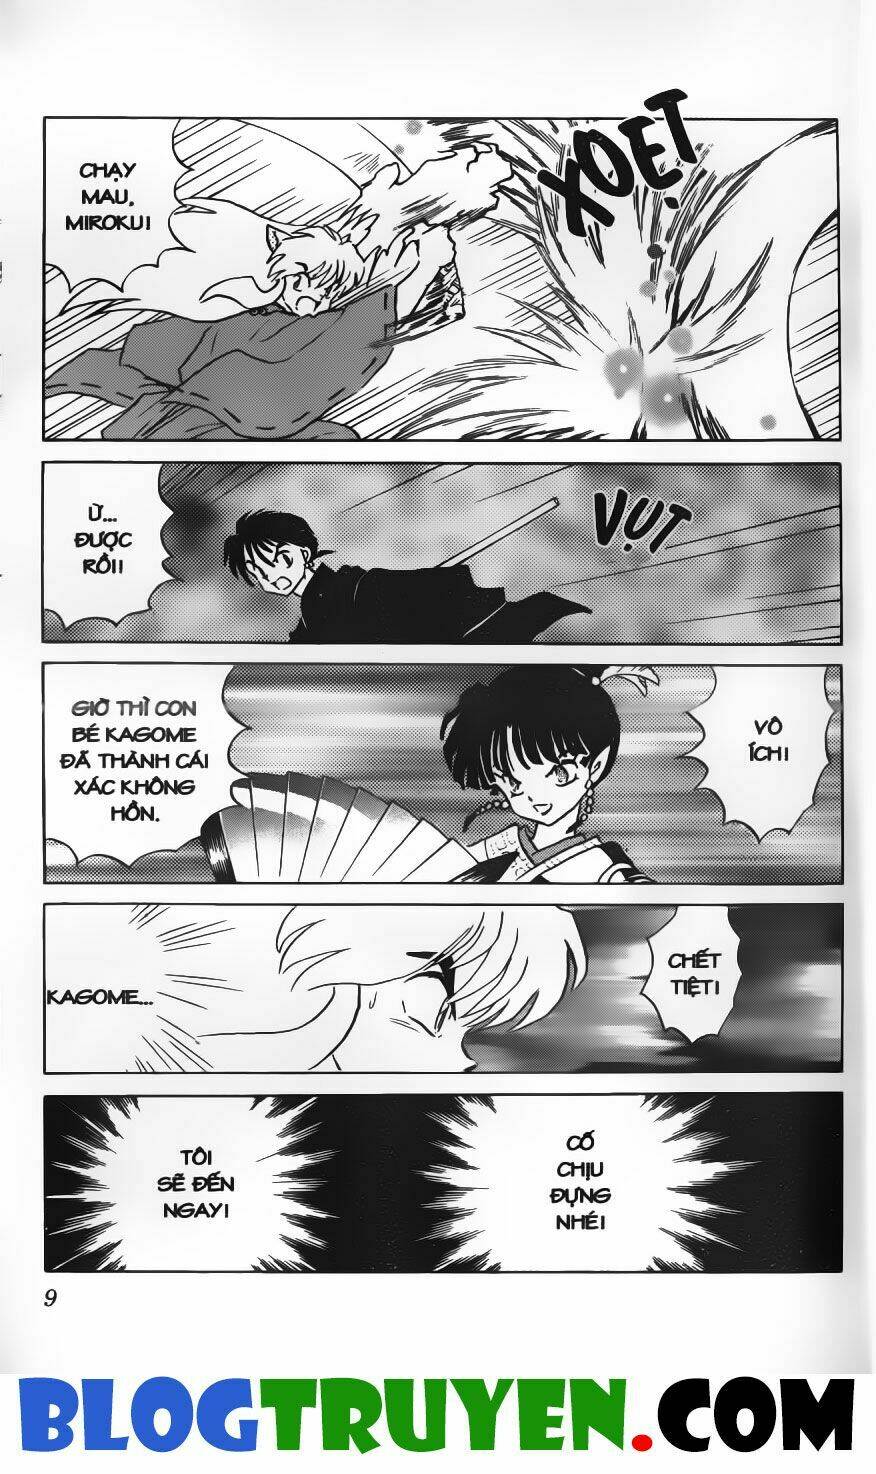 XOẸT
CHẠY
MAU,
MIROKU!
VỤT
Ừ...
ĐƯỢC
RỒI!
VÔ
ÍCH!
GIỜ THÌ CON
BÉ KAGOME
ĐÃ THÀNH CÁI
XÁC KHÔNG
HỒN.
CHẾT
TIỆT!
KAGOME...
CỐ
CHỊU
ĐỰNG
NHÉ!
TÔI
SẼ ĐẾN
NGAY!
9
BLOGTRUYEN.COM